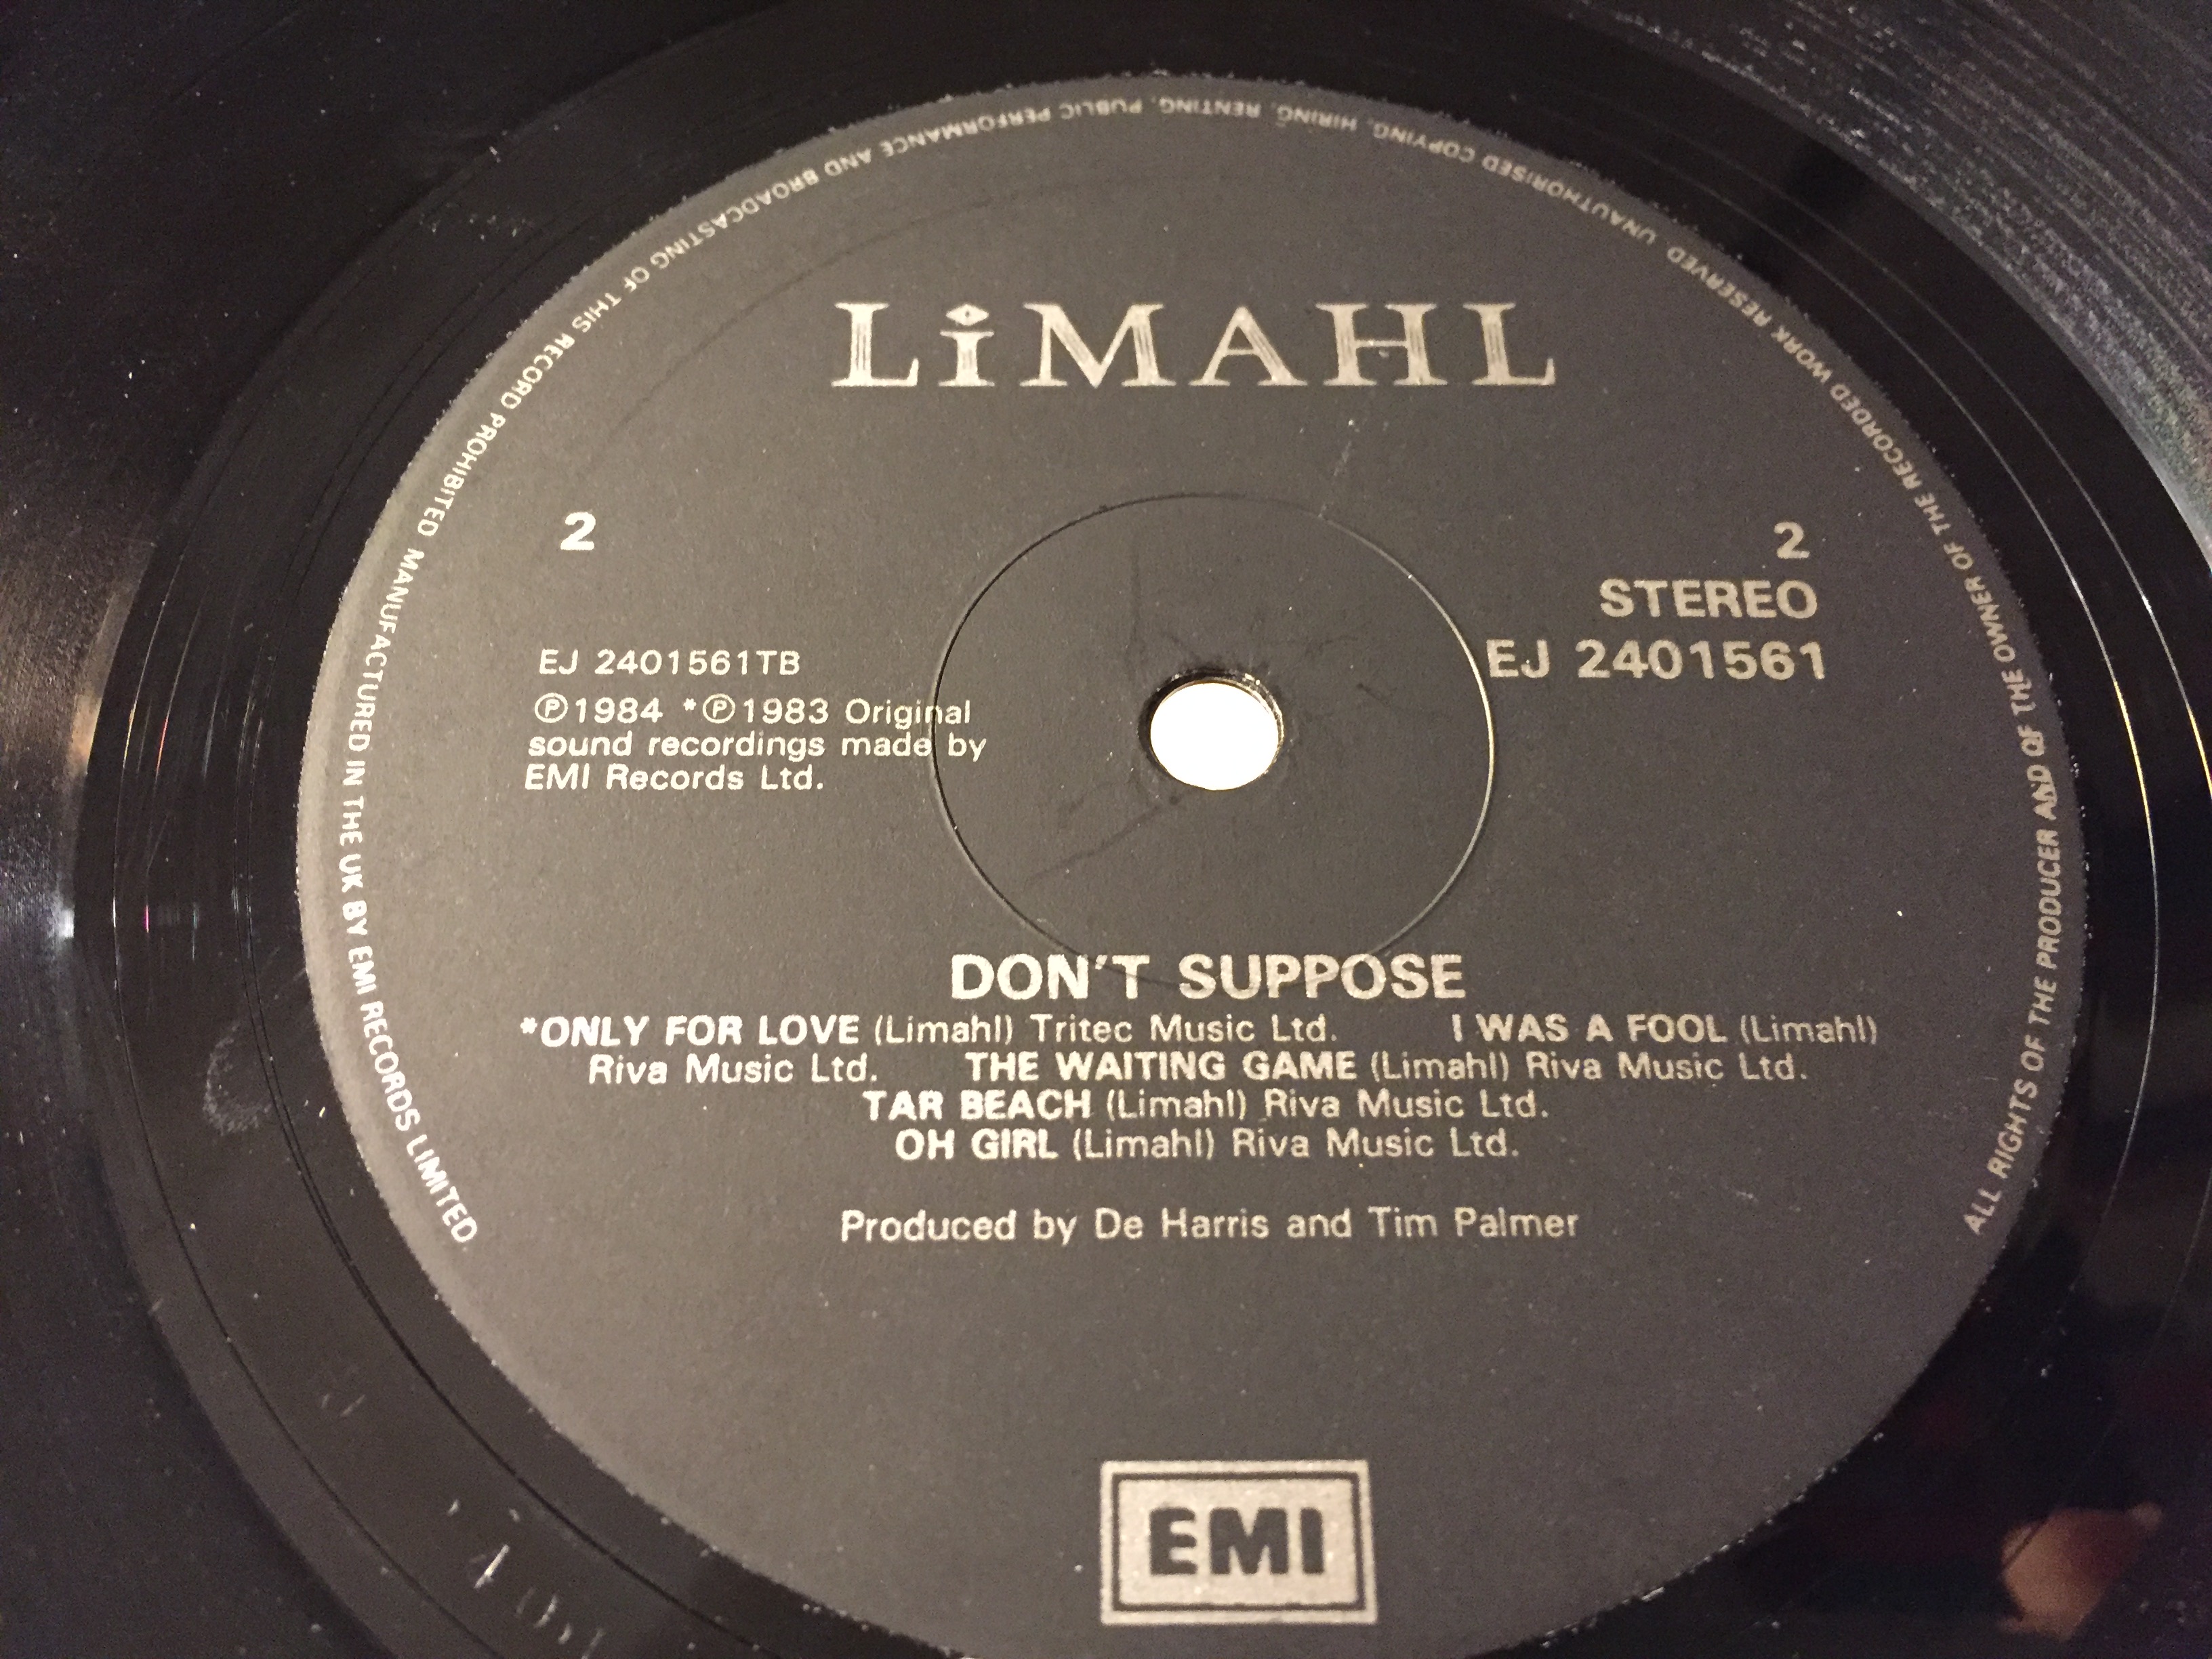 LiMAHL
2
2
STEREO
EJ 2401561
EJ 2401561TB
℗1984 *℗1983 Original
sound recordings made by
EMI Records Ltd.
DON'T SUPPOSE
*ONLY FOR LOVE (Limahl) Tritec Music Ltd. I WAS A FOOL (Limahl)
Riva Music Ltd. THE WAITING GAME (Limahl) Riva Music Ltd.
TAR BEACH (Limahl) Riva Music Ltd.
OH GIRL (Limahl) Riva Music Ltd.
Produced by De Harris and Tim Palmer
EMI
ALL RIGHTS OF THE PRODUCER AND OF THE OWNER OF THE RECORDED WORK RESERVED. UNAUTHORISED COPYING, HIRING, RENTING, PUBLIC PERFORMANCE AND BROADCASTING OF THIS RECORD PROHIBITED MANUFACTURED IN THE UK BY EMI RECORDS LIMITED.